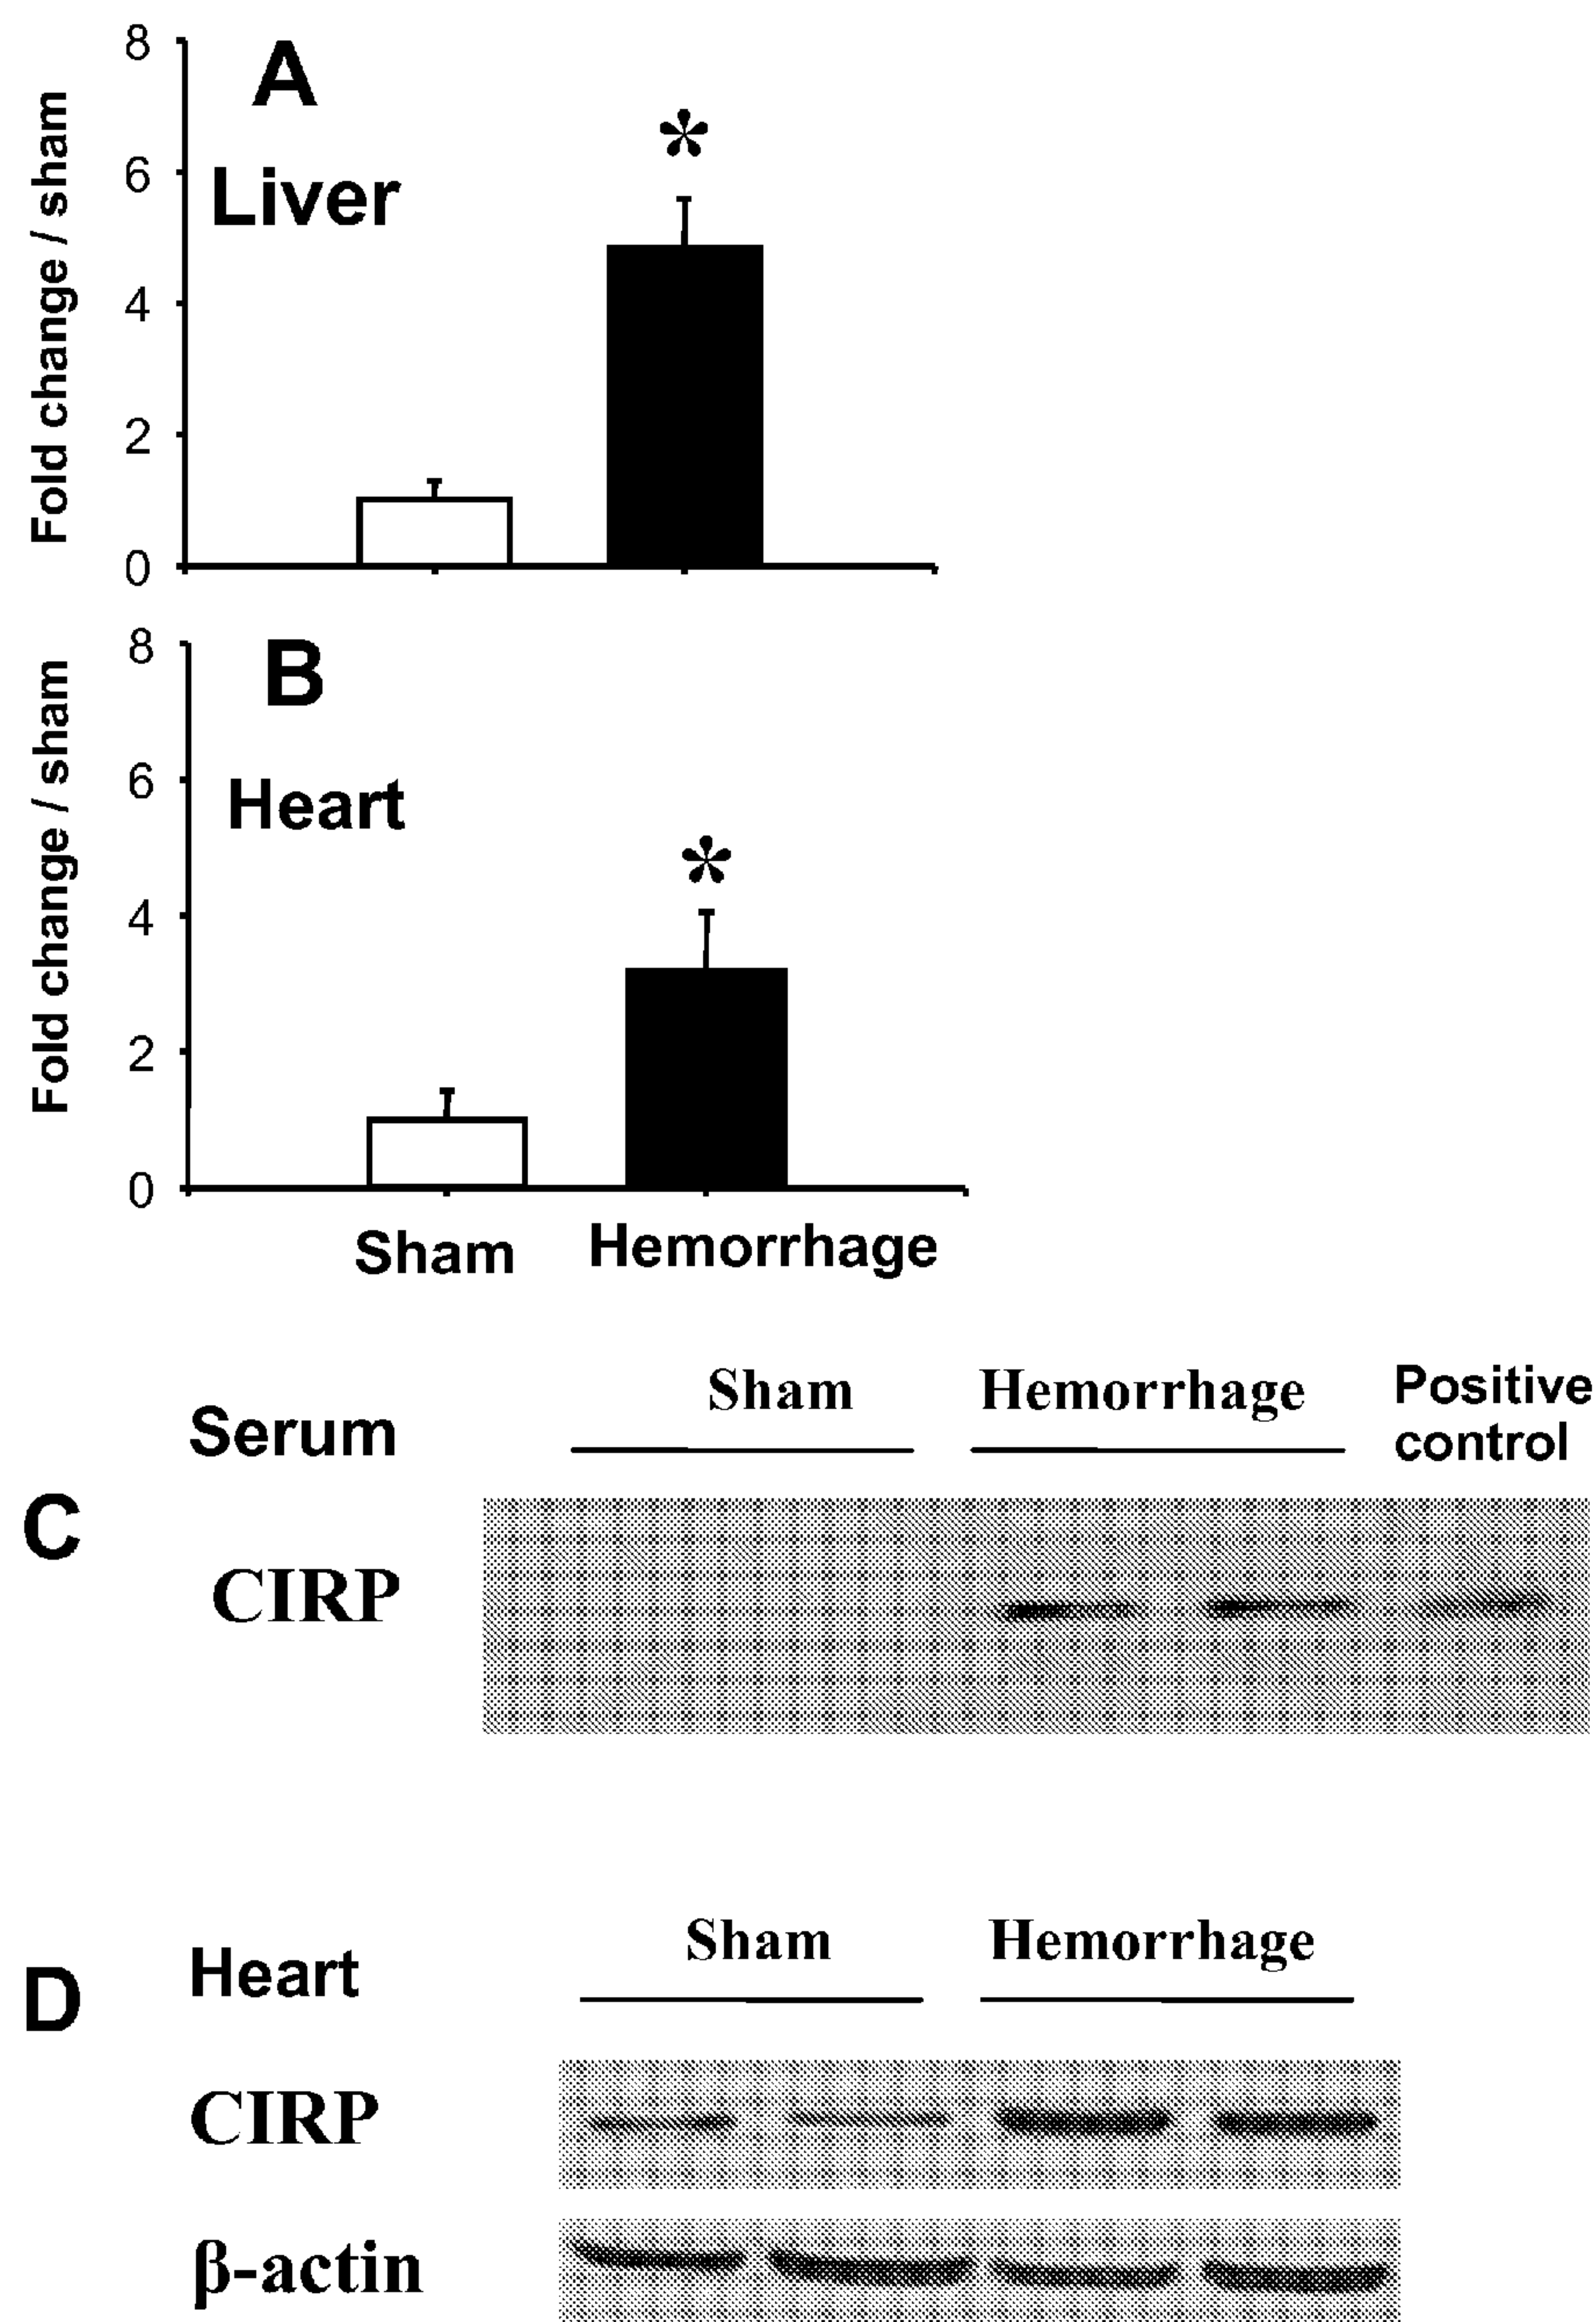 8
A
*
6
Liver
4
2
0
Fold change / sham
8
B
6
Heart
*
4
2
0
Fold change / sham
Sham Hemorrhage
Sham Hemorrhage Positive control
Serum
C
CIRP
Sham Hemorrhage
Heart
D
CIRP
β-actin